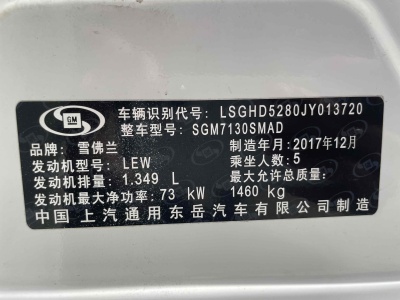 GM
车辆识别代号: LSGHD5280JY013720
整车型号: SGM7130SMAD
品牌: 雪佛兰 制造年月: 2017年12月
发动机型号: LEW 乘坐人数: 5
发动机排量: 1.349 L 最大允许总质量:
发动机最大净功率: 73 kW 1460 kg
中国上汽通用东岳汽车有限公司制造